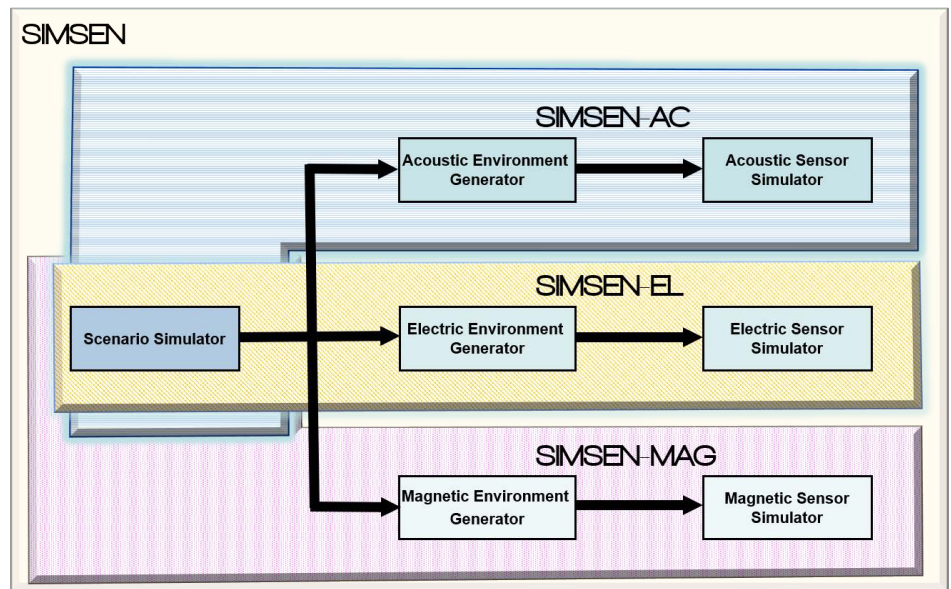 SIMSEN
SIMSEN-AC
Acoustic Environment
Generator
Acoustic Sensor
Simulator
SIMSEN-EL
Scenario Simulator
Electric Environment
Generator
Electric Sensor
Simulator
SIMSEN-MAG
Magnetic Environment
Generator
Magnetic Sensor
Simulator